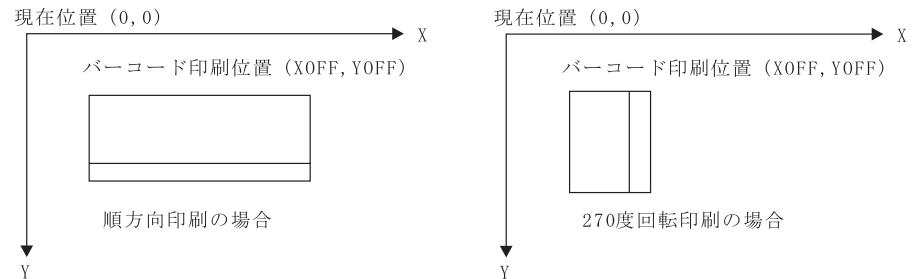 現在位置 (0,0)
X
バーコード印刷位置 (XOFF,YOFF)
順方向印刷の場合
Y
現在位置 (0,0)
X
バーコード印刷位置 (XOFF,YOFF)
270度回転印刷の場合
Y